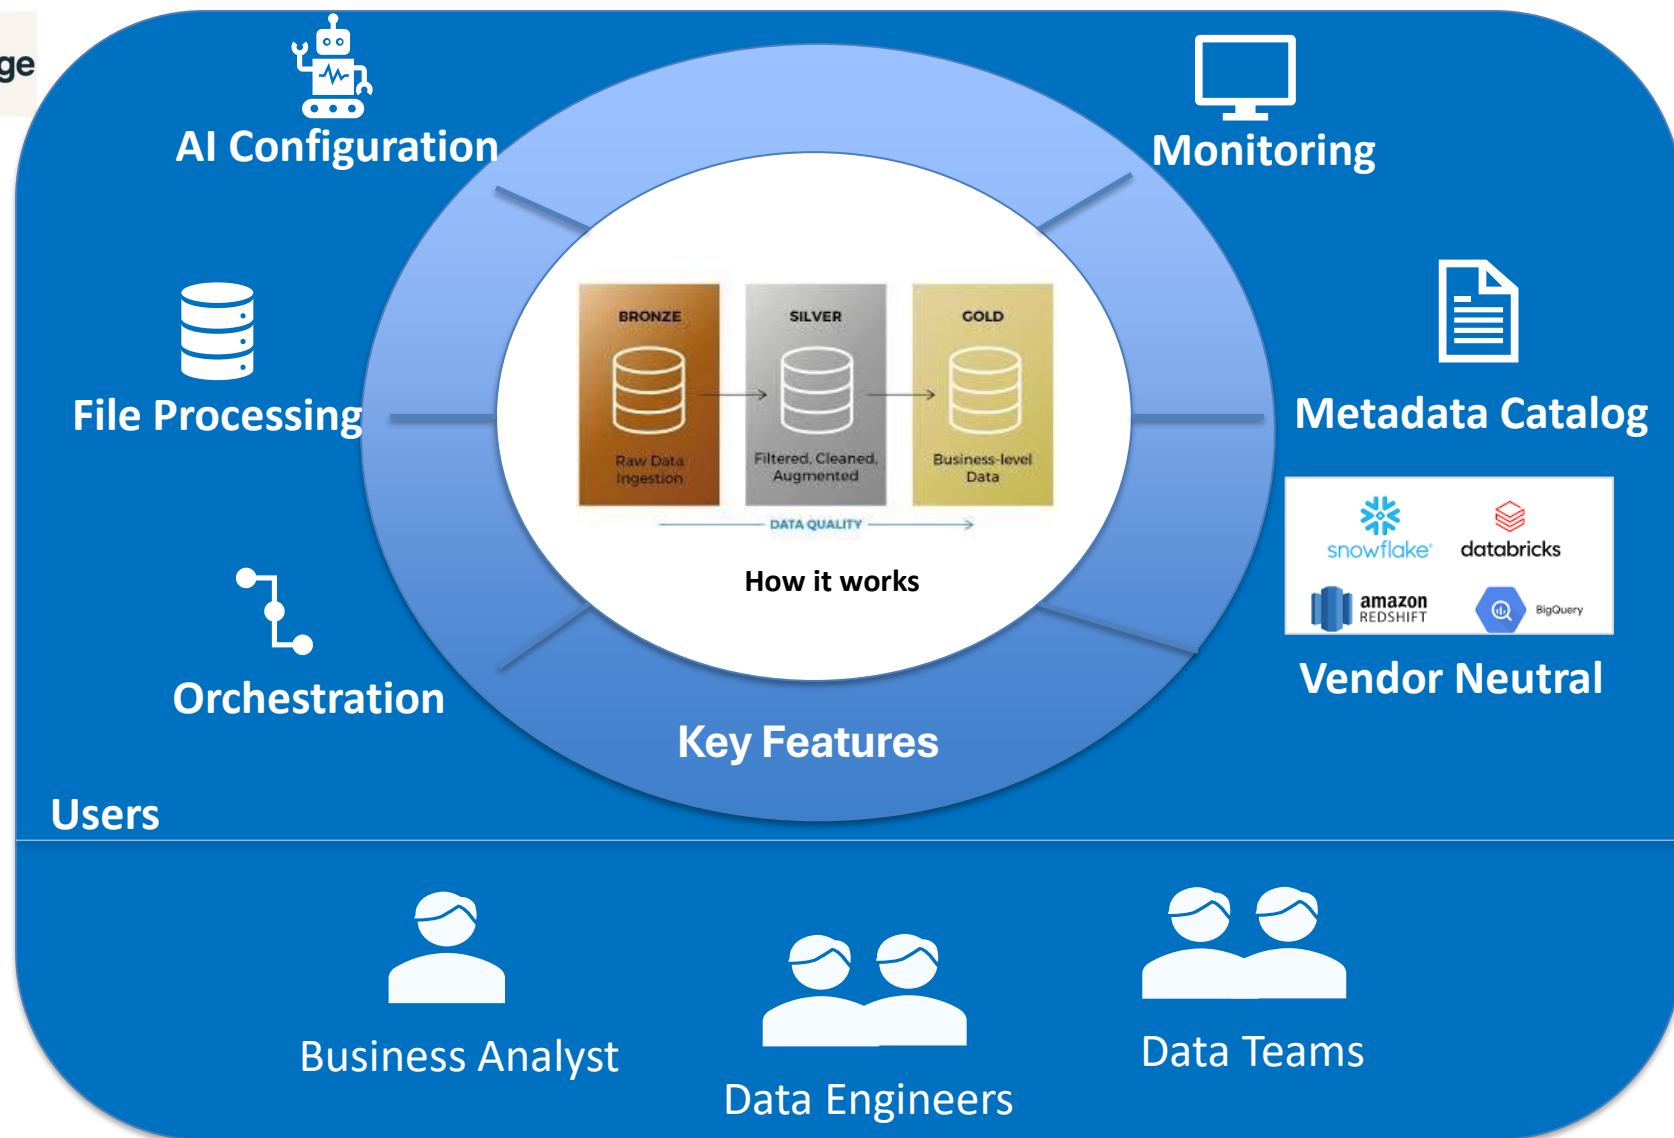 ge
AI Configuration
Monitoring
File Processing
Metadata Catalog
Orchestration
snowflake®
databricks
amazon
REDSHIFT
BigQuery
Vendor Neutral
BRONZE
SILVER
GOLD
Raw Data
Ingestion
Filtered, Cleaned,
Augmented
Business-level
Data
DATA QUALITY
How it works
Key Features
Users
Business Analyst
Data Engineers
Data Teams